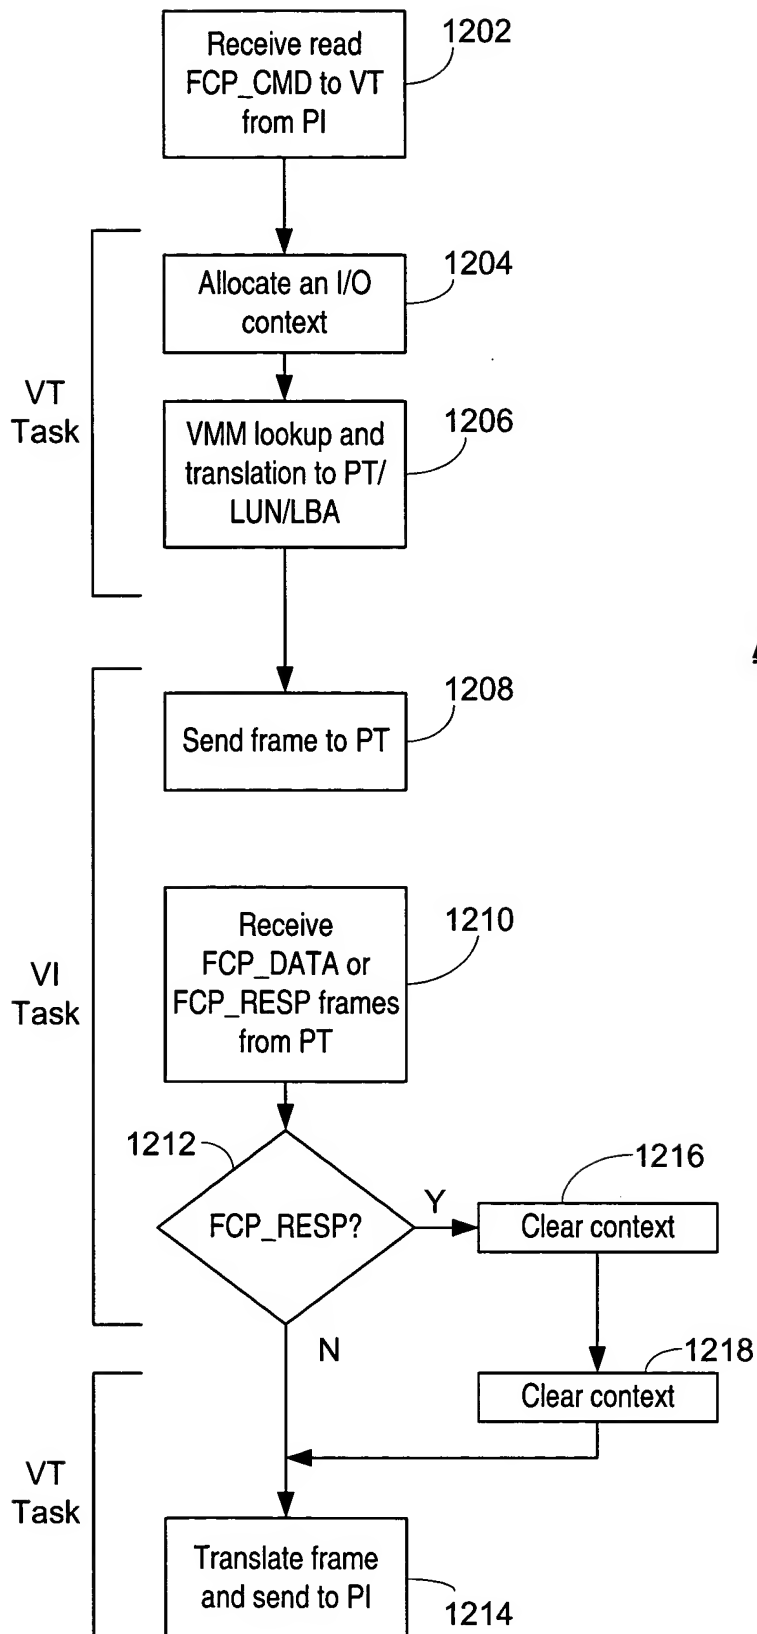 Receive read
FCP_CMD to VT
from PI
1202
Allocate an I/O
context
1204
VT
Task
VMM lookup and
translation to PT/
LUN/LBA
1206
Send frame to PT
1208
Receive
FCP_DATA or
FCP_RESP frames
from PT
1210
VI
Task
1212
FCP_RESP?
Y
N
1216
Clear context
1218
Clear context
VT
Task
Translate frame
and send to PI
1214